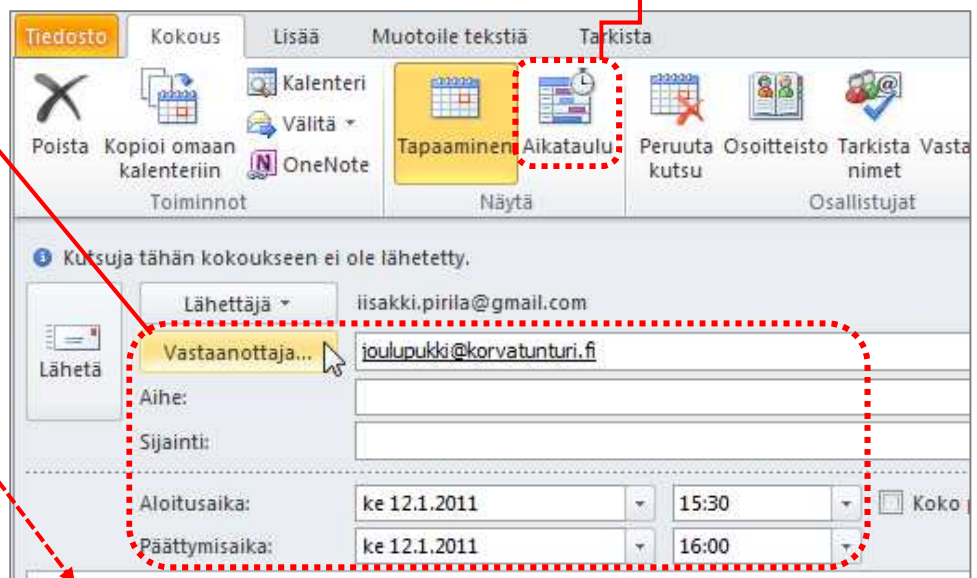 Tiedosto Kokous Lisää Muotoile tekstiä Tarkista
Kalenteri
Välitä
OneNote
Poista Kopioi omaan kalenteriin
Tapaaminen Aikataulu
Peruuta kutsu Osoitteisto Tarkista nimet Vasta
Toiminnot Näytä Osallistujat
Kutsuja tähän kokoukseen ei ole lähetetty.
Lähetä
Lähettäjä iisakki.pirila@gmail.com
Vastaanottaja... joulupukki@korvatunturi.fi
Aihe:
Sijainti:
Aloitusaika: ke 12.1.2011 15:30 Koko
Päättymisaika: ke 12.1.2011 16:00